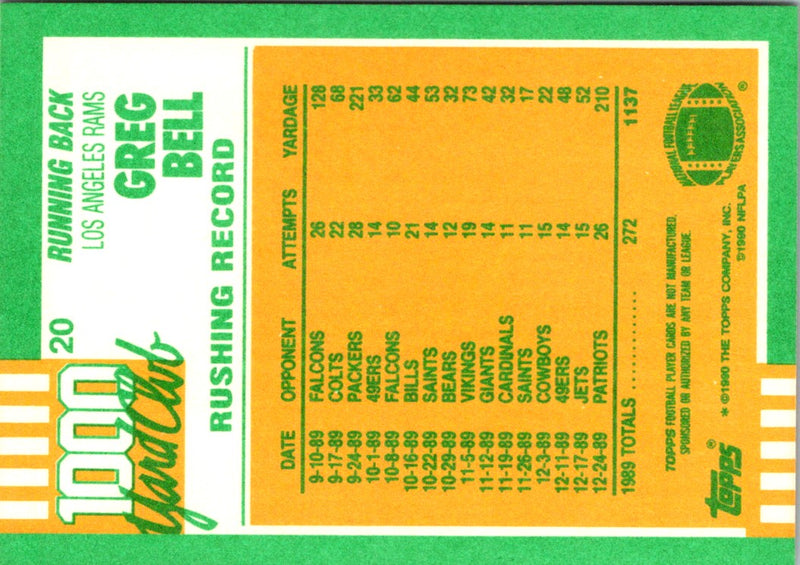 1000
Yard Club
20
RUNNING BACK
LOS ANGELES RAMS
GREG
BELL
RUSHING RECORD
DATE OPPONENT ATTEMPTS YARDAGE
9-10-89 FALCONS 26 128
9-17-89 COLTS 22 68
9-24-89 PACKERS 28 221
10-1-89 49ERS 14 33
10-8-89 FALCONS 10 62
10-16-89 BILLS 21 44
10-22-89 SAINTS 14 53
10-29-89 BEARS 12 32
11-5-89 VIKINGS 19 73
11-12-89 GIANTS 14 42
11-19-89 CARDINALS 11 32
11-26-89 SAINTS 11 17
12-3-89 COWBOYS 15 22
12-11-89 49ERS 14 48
12-17-89 JETS 15 52
12-24-89 PATRIOTS 26 210
1989 TOTALS .......... 272 1137
TOPPS®
TOPPS FOOTBALL PLAYER CARDS ARE NOT MANUFACTURED,
SPONSORED OR AUTHORIZED BY ANY TEAM OR LEAGUE.
* ©1990 THE TOPPS COMPANY, INC.
©1990 NFLPA
NATIONAL FOOTBALL LEAGUE
PLAYERS ASSOCIATION
®